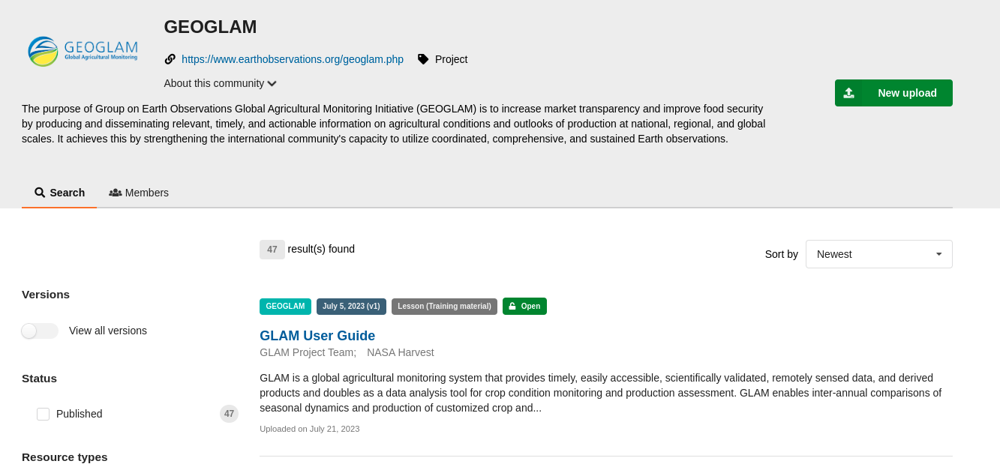 GEOGLAM
GEOGLAM
Global Agricultural Monitoring
https://www.earthobservations.org/geoglam.php Project
About this community
New upload
The purpose of Group on Earth Observations Global Agricultural Monitoring Initiative (GEOGLAM) is to increase market transparency and improve food security
by producing and disseminating relevant, timely, and actionable information on agricultural conditions and outlooks of production at national, regional, and global
scales. It achieves this by strengthening the international community's capacity to utilize coordinated, comprehensive, and sustained Earth observations.
Search Members
47 result(s) found
Sort by Newest
Versions
View all versions
Status
Published 47
Resource types
GEOGLAM July 5, 2023 (v1) Lesson (Training material) Open
GLAM User Guide
GLAM Project Team; NASA Harvest
GLAM is a global agricultural monitoring system that provides timely, easily accessible, scientifically validated, remotely sensed data, and derived
products and doubles as a data analysis tool for crop condition monitoring and production assessment. GLAM enables inter-annual comparisons of
seasonal dynamics and production of customized crop and...
Uploaded on July 21, 2023